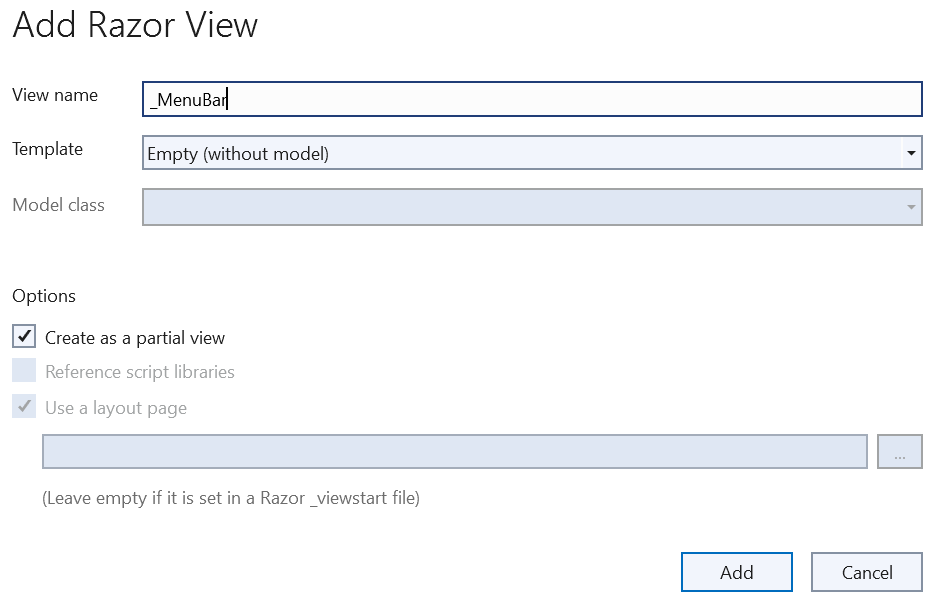 Add Razor View
View name
_MenuBar
Template
Empty (without model)
Model class
Options
Create as a partial view
Reference script libraries
Use a layout page
...
(Leave empty if it is set in a Razor _viewstart file)
Add
Cancel